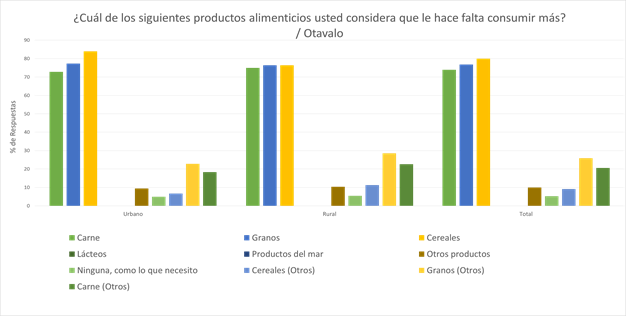 ¿Cuál de los siguientes productos alimenticios usted considera que le hace falta consumir más?
/ Otavalo
% de Respuestas
90
80
70
60
50
40
30
20
10
0
Urbano Rural Total
Carne Granos Cereales
Lácteos Productos del mar Otros productos
Ninguna, como lo que necesito Cereales (Otros) Granos (Otros)
Carne (Otros)